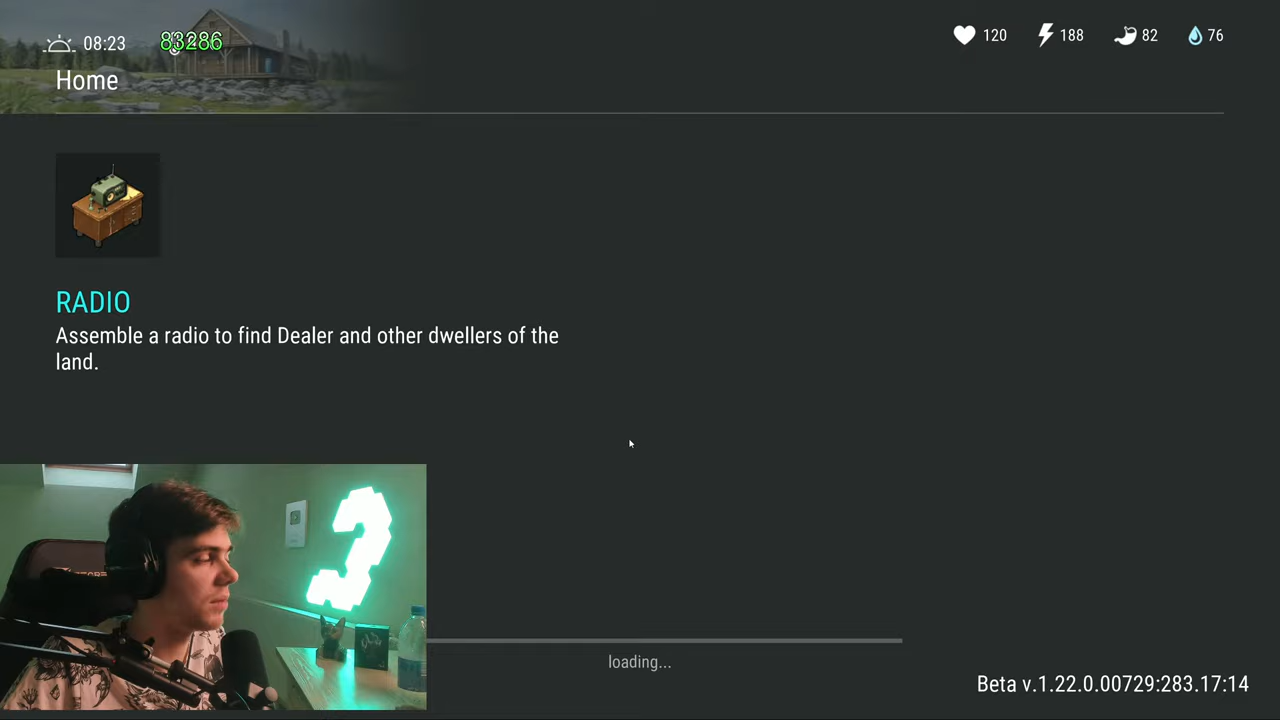 08:23
83286
120
188
82
76
Home
RADIO
Assemble a radio to find Dealer and other dwellers of the
land.
loading...
Beta v.1.22.0.00729:283.17:14